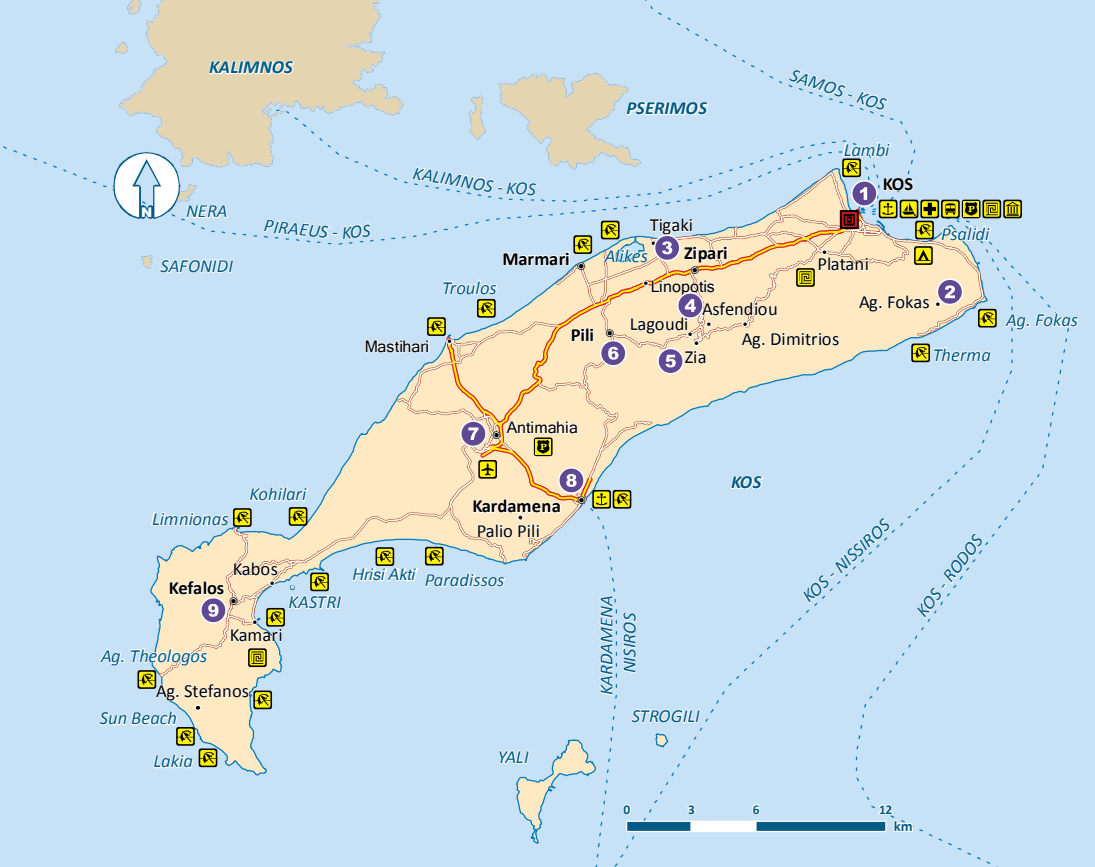 KALIMNOS
SAMOS - KOS
PSERIMOS
Lambi
KALIMNOS - KOS
KOS
1
N
NERA
PIRAEUS - KOS
Tigaki
Psalidi
3
Zipari
Marmari
Alikes
SAFONIDI
Platani
Linopotis
Troulos
2
Ag. Fokas
4
Asfendiou
Ag. Fokas
Lagoudi
Pili
Ag. Dimitrios
Mastihari
6
5
Zia
Therma
7
Antimahia
8
KOS
Kohilari
Kardamena
Limnionas
Palio Pili
KOS - NISSIROS
KOS - RODOS
Kabos
Hrisi Akti
Paradissos
Kefalos
KASTRI
9
Kamari
KARDAMENA
NISIROS
Ag. Theologos
Ag. Stefanos
Sun Beach
STROGILI
Lakia
YALI
0 3 6 12
km